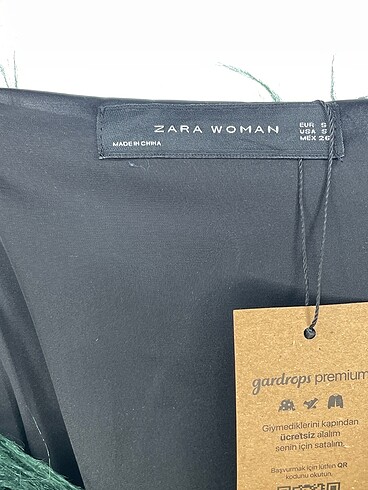 ZARA WOMAN
EUR S
USA S
MEX 26
MADE IN CHINA
gardrops premium
Giymediklerini kapından
ücretsiz alalım
senin için satalım.
Başvurmak için lütfen QR
kodunu okutun.